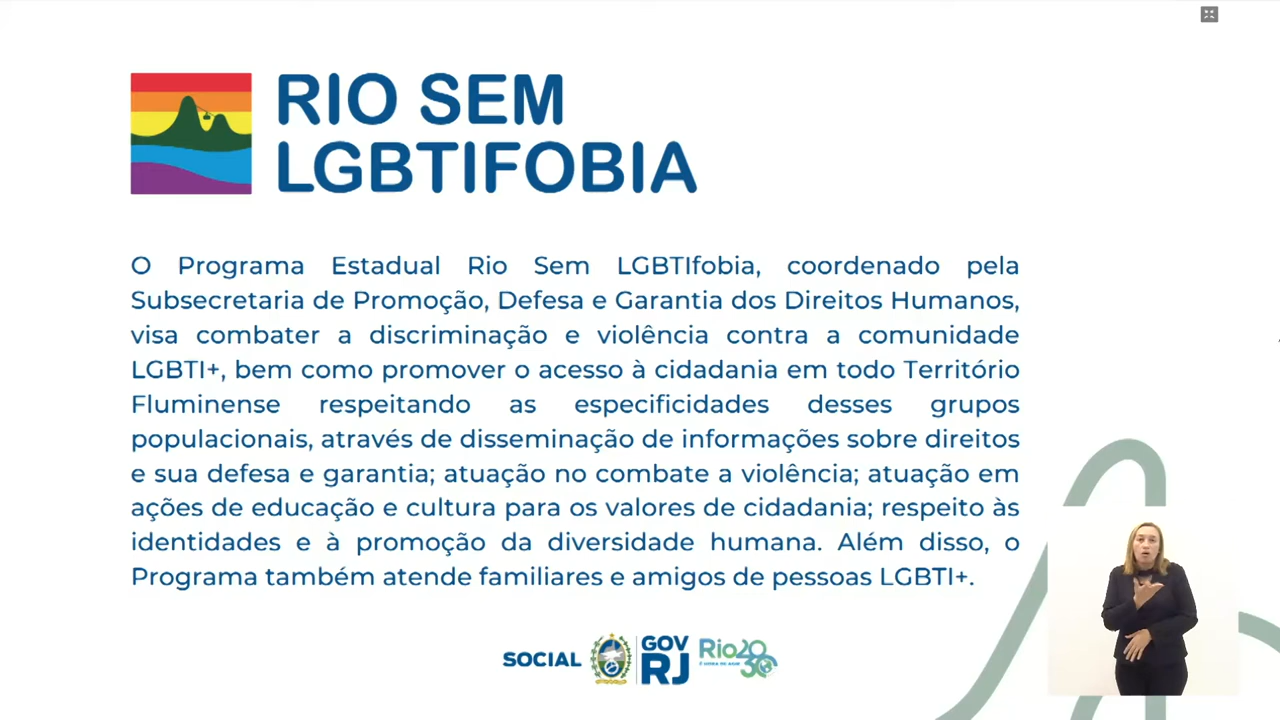 RIO SEM
LGBTIFOBIA
O Programa Estadual Rio Sem LGBTIfobia, coordenado pela
Subsecretaria de Promoção, Defesa e Garantia dos Direitos Humanos,
visa combater a discriminação e violência contra a comunidade
LGBTI+, bem como promover o acesso à cidadania em todo Território
Fluminense respeitando as especificidades desses grupos
populacionais, através de disseminação de informações sobre direitos
e sua defesa e garantia; atuação no combate a violência; atuação em
ações de educação e cultura para os valores de cidadania; respeito às
identidades e à promoção da diversidade humana. Além disso, o
Programa também atende familiares e amigos de pessoas LGBTI+.
SOCIAL
GOV
RJ
Rio2030